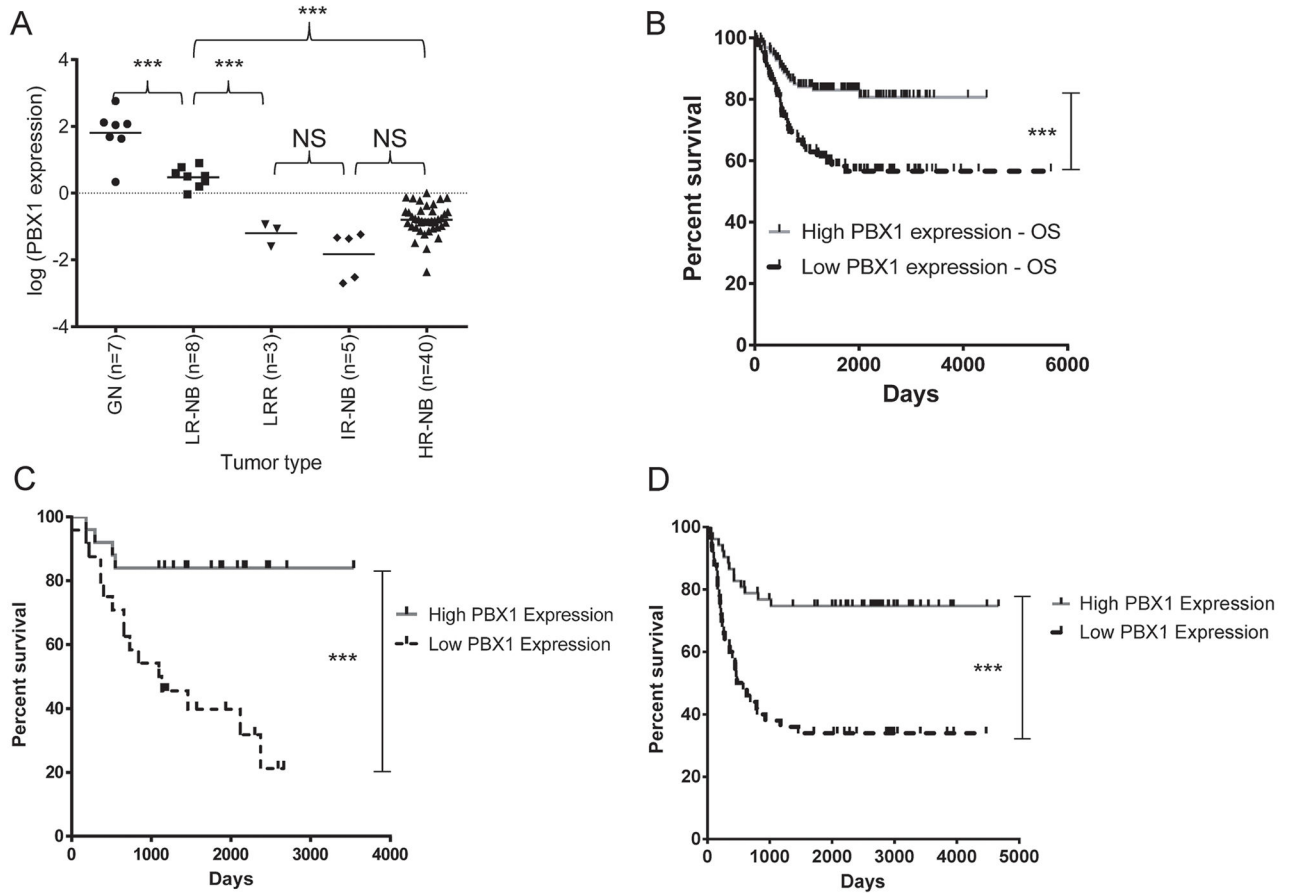 A
log (PBX1 expression)
4
2
0
-2
-4
***
***
***
NS
NS
GN (n=7)
LR-NB (n=8)
LRR (n=3)
IR-NB (n=5)
HR-NB (n=40)
Tumor type
B
Percent survival
100
80
60
40
20
0
***
High PBX1 expression - OS
Low PBX1 expression - OS
0 2000 4000 6000
Days
C
Percent survival
100
80
60
40
20
0
***
High PBX1 Expression
Low PBX1 Expression
0 1000 2000 3000 4000
Days
D
Percent survival
100
80
60
40
20
0
***
High PBX1 Expression
Low PBX1 Expression
0 1000 2000 3000 4000 5000
Days